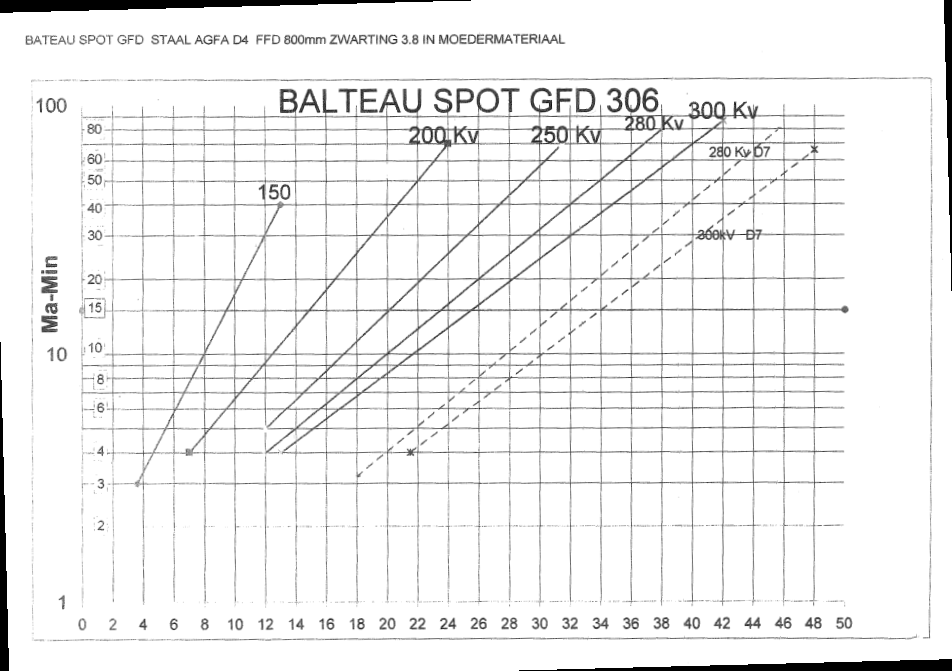 BATEAU SPOT GFD STAAL AGFA D4 FFD 800mm ZWARTING 3.8 IN MOEDERMATERIAAL
BALTEAU SPOT GFD 306
100
80
60
50
40
30
20
15
10
10
8
6
4
3
2
1
Ma-Min
150
200 Kv
250 Kv
280 Kv
300 Kv
280 Kv D7
300kV D7
0 2 4 6 8 10 12 14 16 18 20 22 24 26 28 30 32 34 36 38 40 42 44 46 48 50